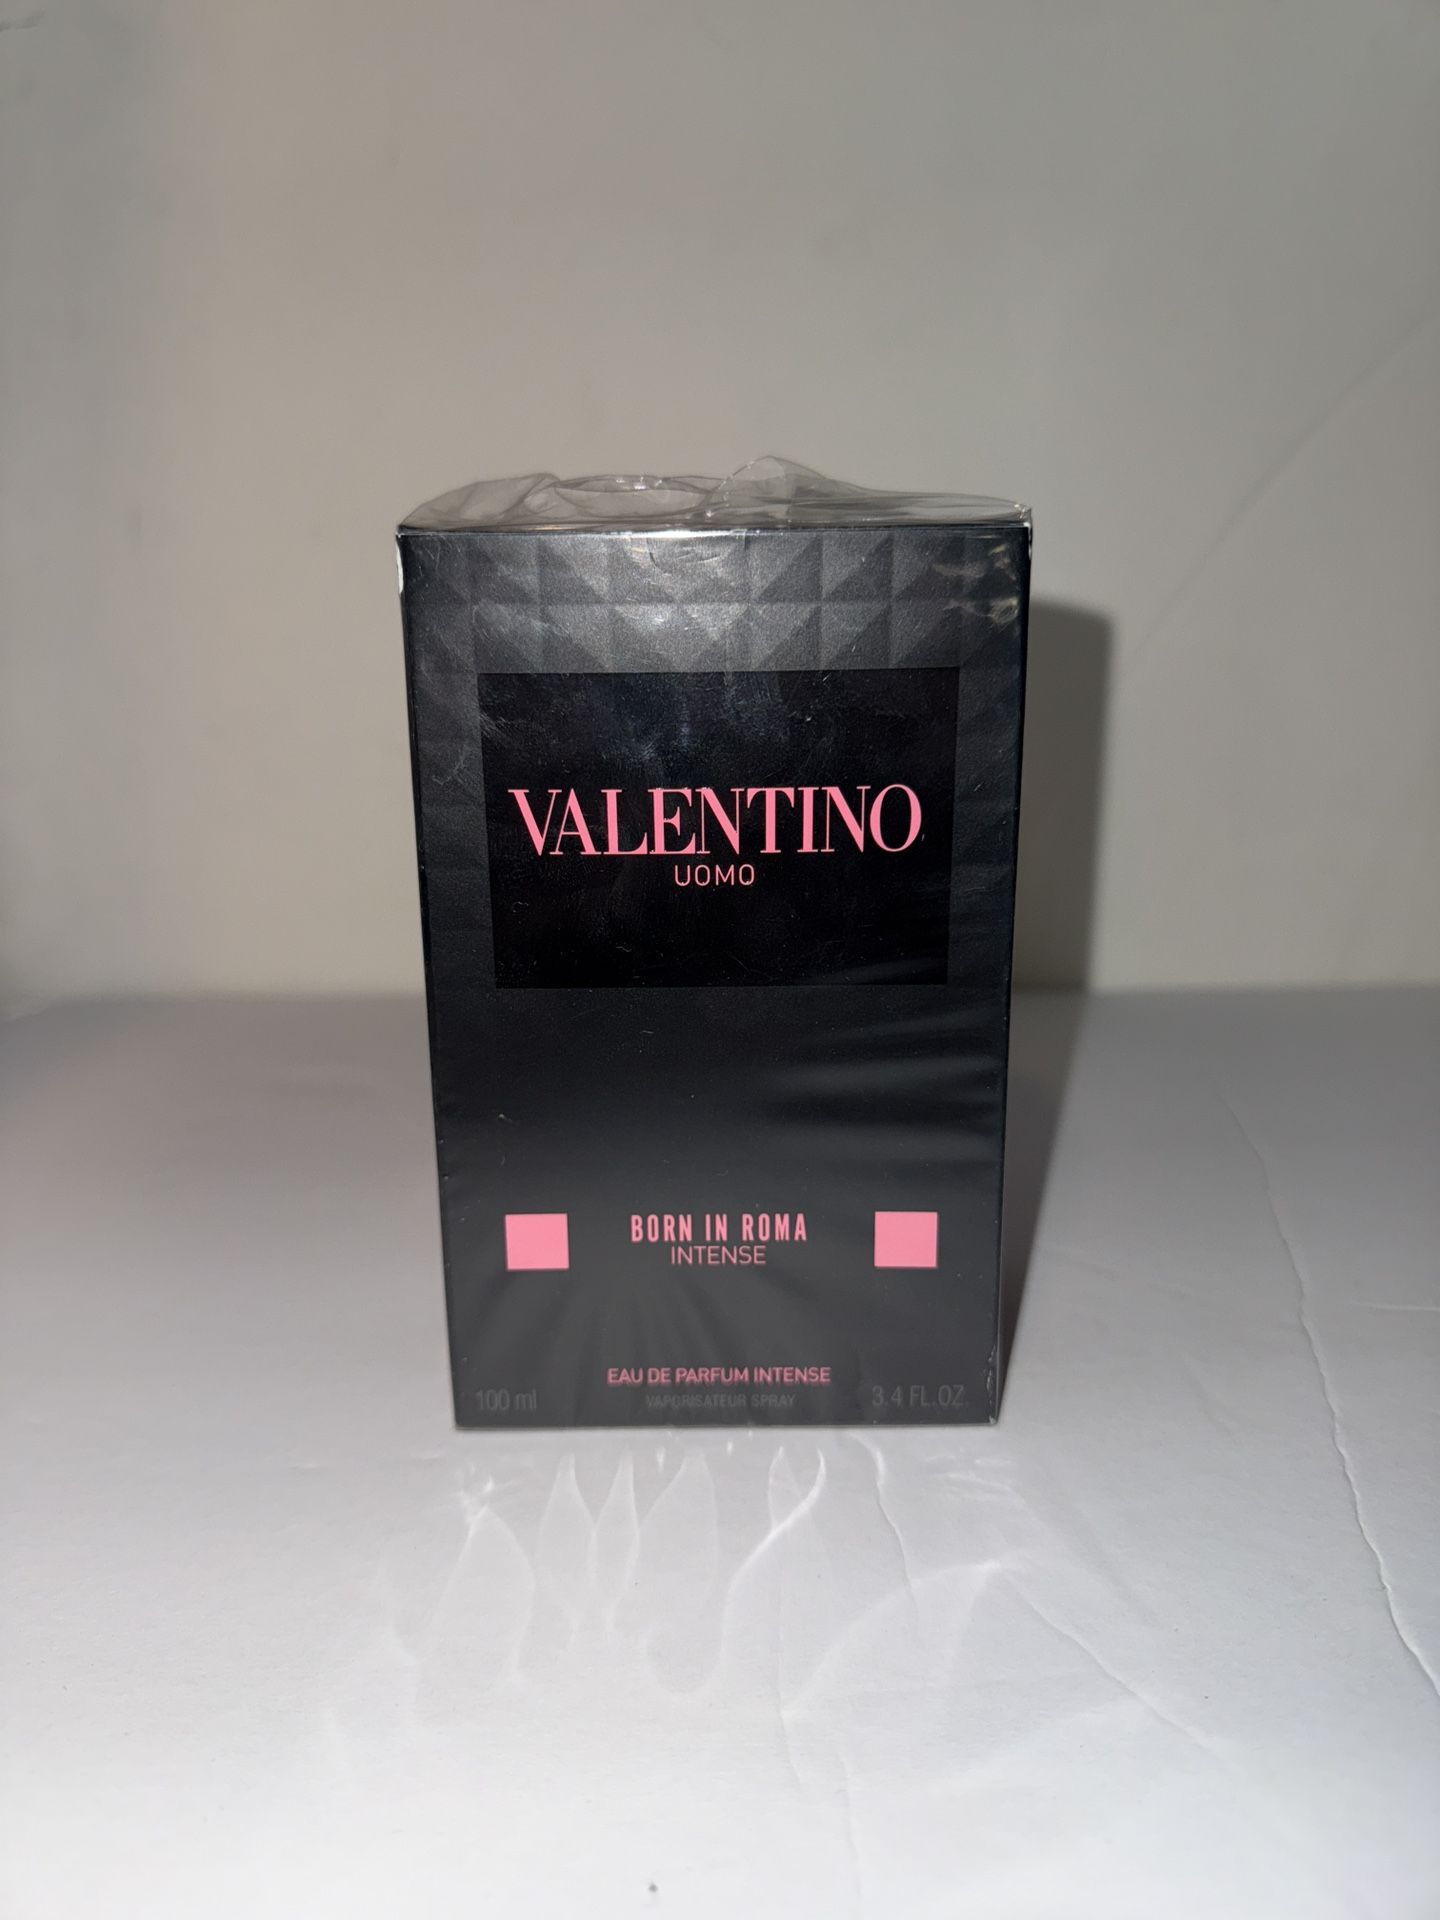 VALENTINO
UOMO
BORN IN ROMA
INTENSE
EAU DE PARFUM INTENSE
100 ml VAPORISATEUR SPRAY 3.4 FL.OZ.